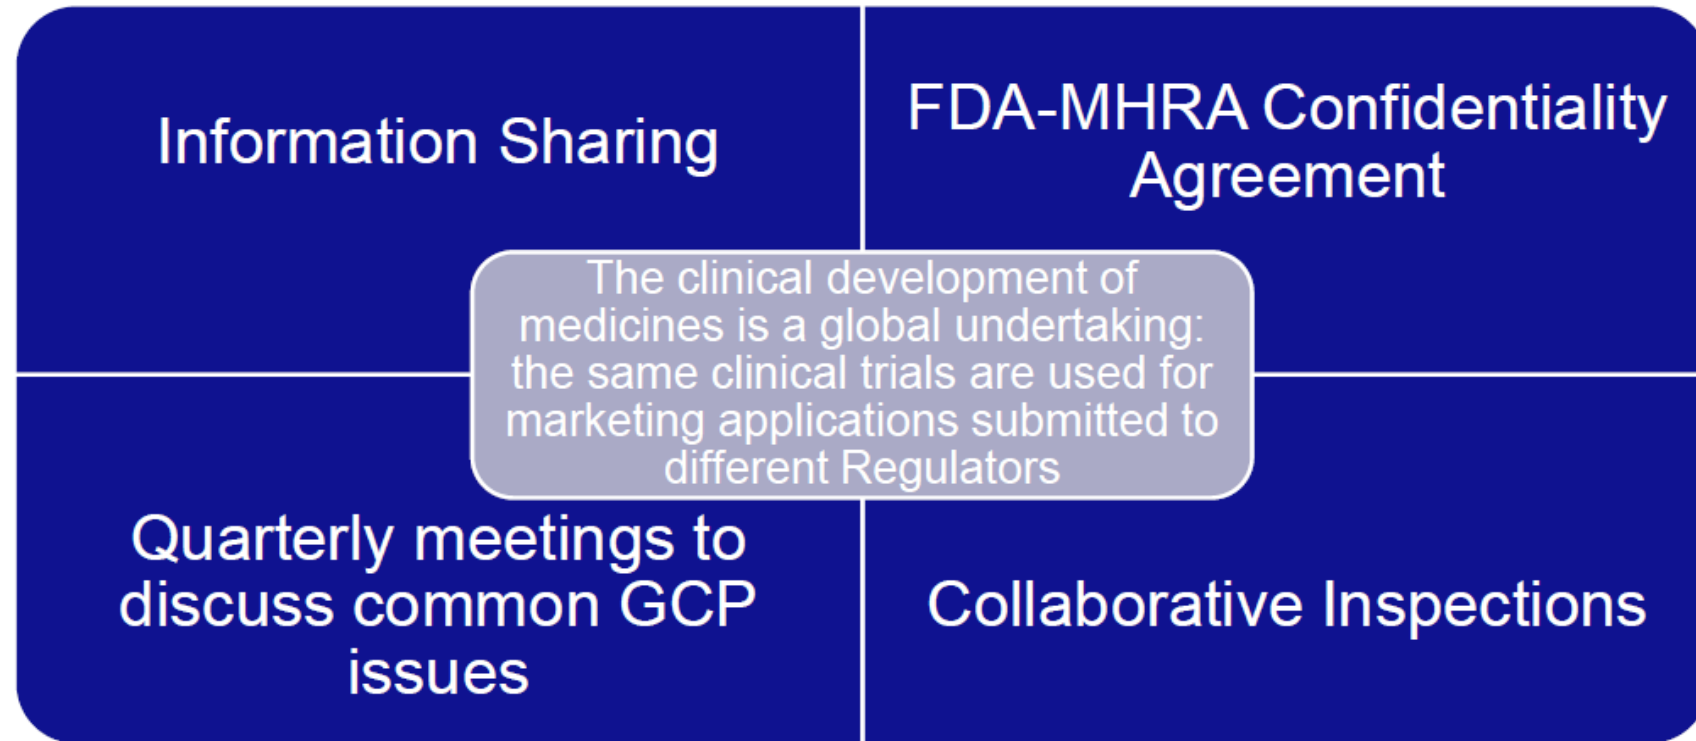 Information Sharing
FDA-MHRA Confidentiality
Agreement
The clinical development of
medicines is a global undertaking:
the same clinical trials are used for
marketing applications submitted to
different Regulators
Quarterly meetings to
discuss common GCP
issues
Collaborative Inspections